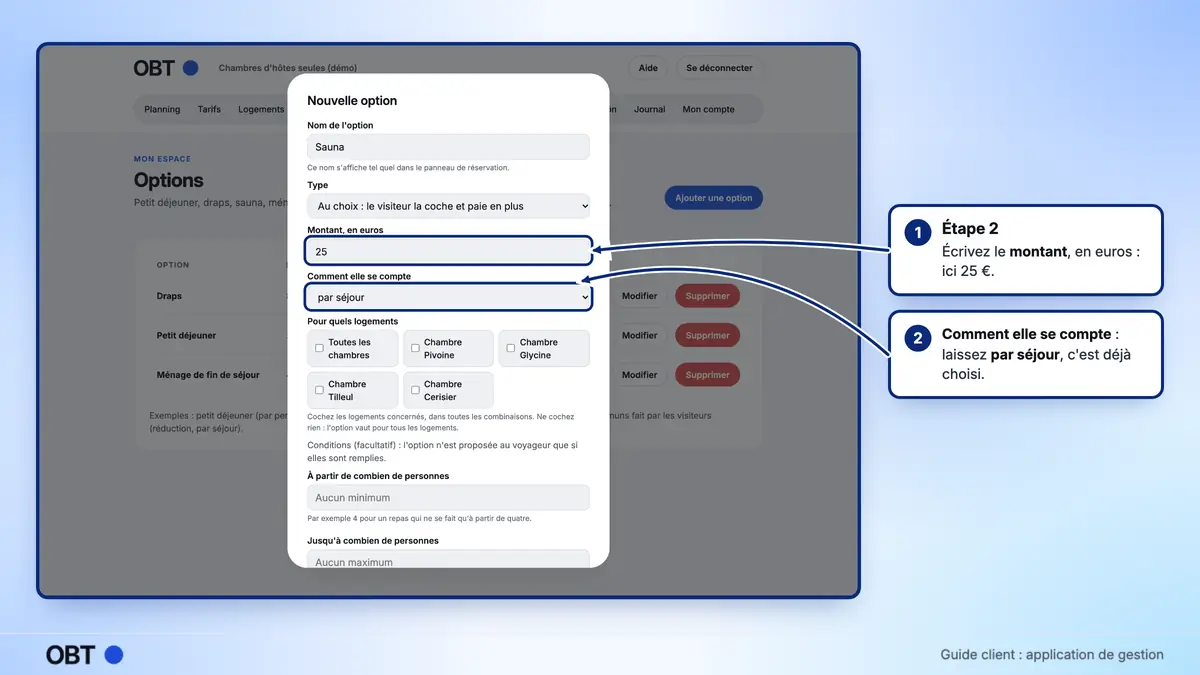 OBT
Chambres d'hôtes seules (démo)
Aide
Se déconnecter
Planning
Tarifs
Logements
Journal
Mon compte
MON ESPACE
Options
Petit déjeuner, draps, sauna,
Ajouter une option
OPTION
Draps
Modifier
Supprimer
Petit déjeuner
Modifier
Supprimer
Ménage de fin de séjour
Modifier
Supprimer
Exemples : petit déjeuner (par
fait par les visiteurs
(réduction, par séjour).
Nouvelle option
Nom de l'option
Sauna
Ce nom s'affiche tel quel dans le panneau de réservation.
Type
Au choix : le visiteur la coche et paie en plus
Montant, en euros
25
Comment elle se compte
par séjour
Pour quels logements
Toutes les
chambres
Chambre
Pivoine
Chambre
Glycine
Chambre
Tilleul
Chambre
Cerisier
Cochez les logements concernés, dans toutes les combinaisons. Ne cochez
rien : l'option vaut pour tous les logements.
Conditions (facultatif) : l'option n'est proposée au voyageur que si
elles sont remplies.
À partir de combien de personnes
Aucun minimum
Par exemple 4 pour un repas qui ne se fait qu'à partir de quatre.
Jusqu'à combien de personnes
Aucun maximum
1
Étape 2
Écrivez le montant, en euros :
ici 25 €.
2
Comment elle se compte :
laissez par séjour, c'est déjà
choisi.
OBT
Guide client : application de gestion